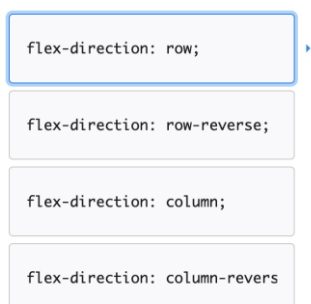 flex-direction: row;
flex-direction: row-reverse;
flex-direction: column;
flex-direction: column-revers